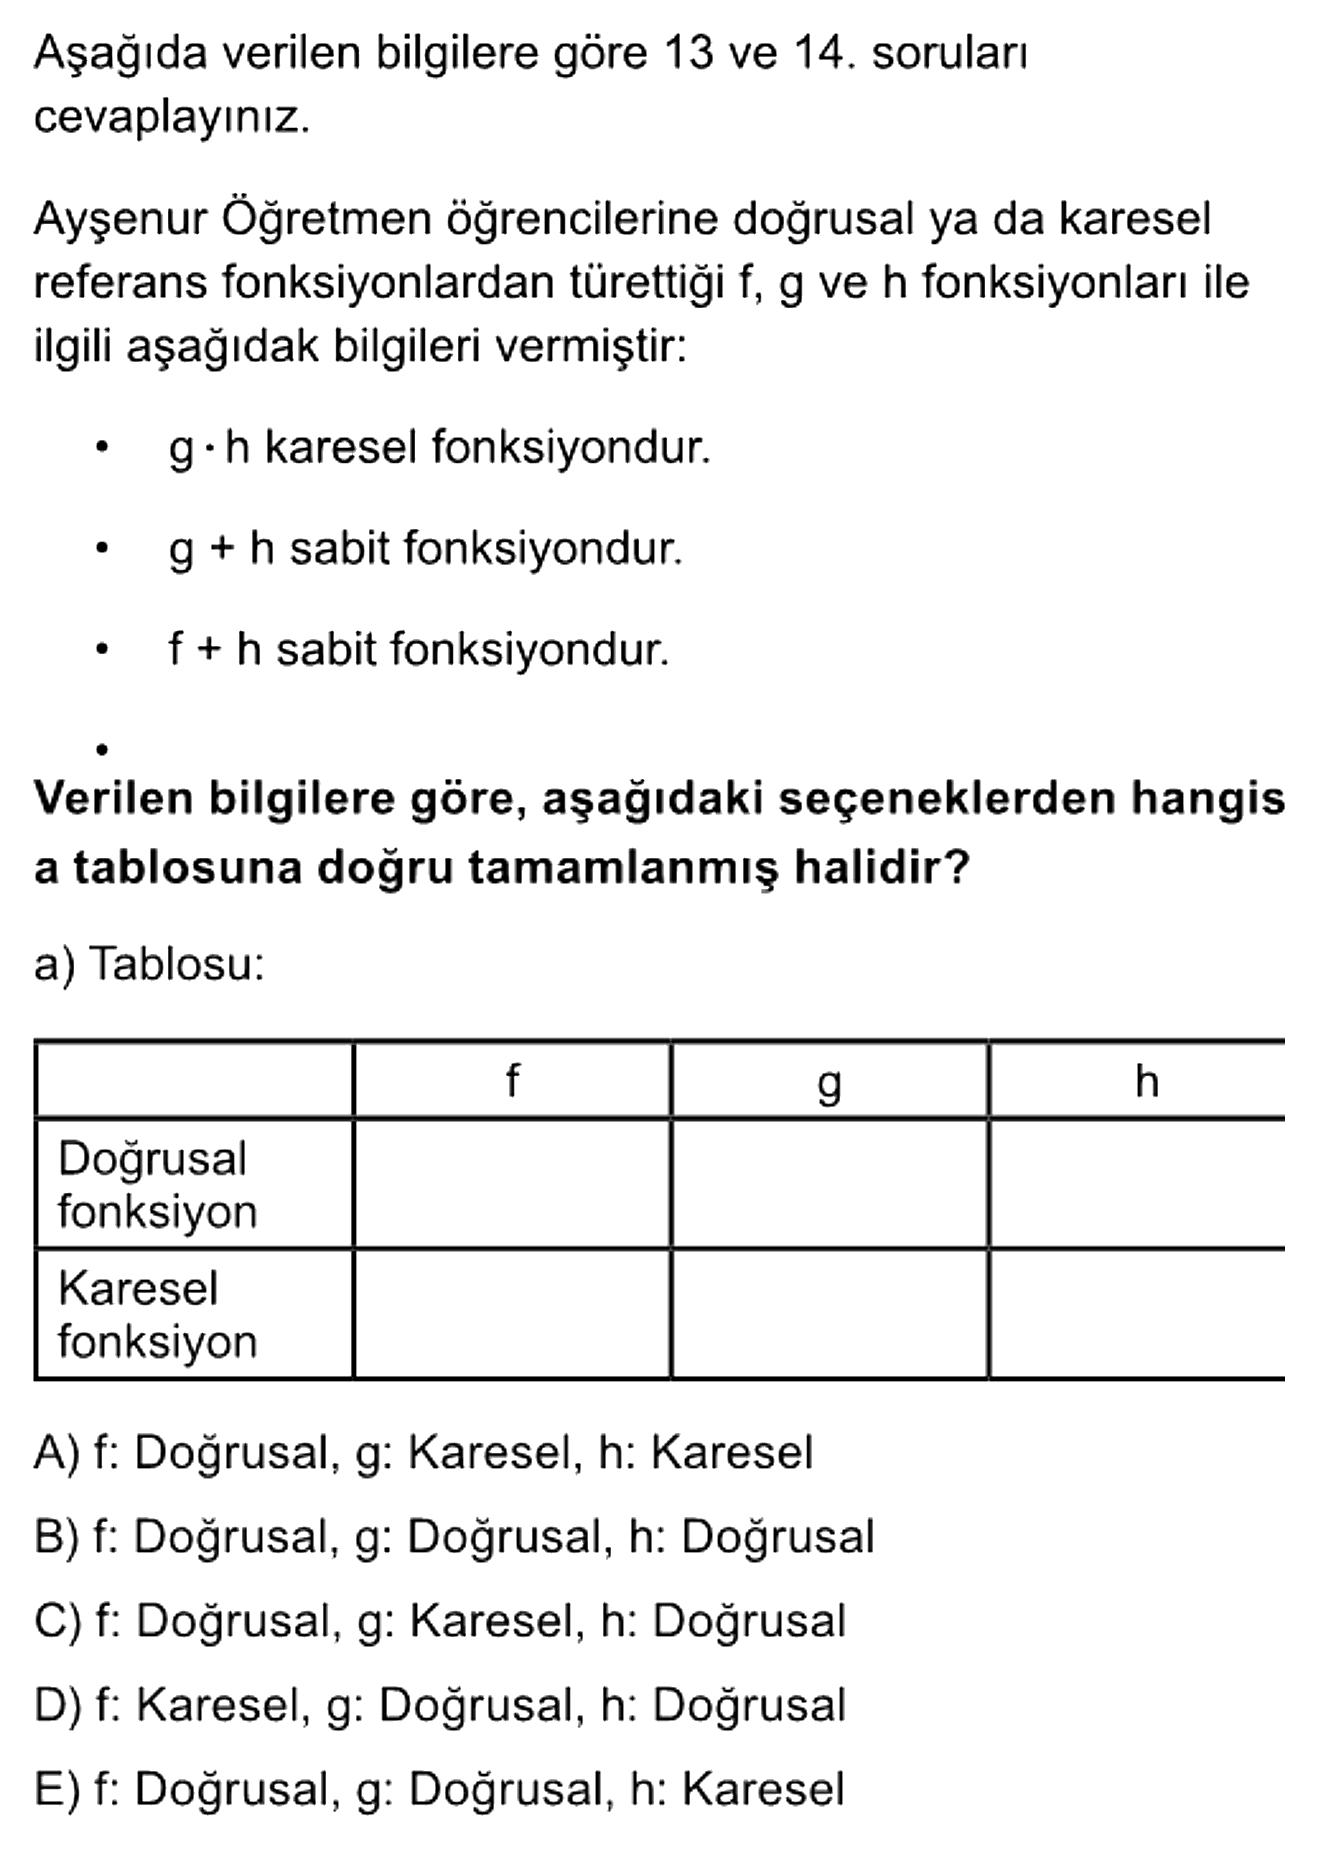 Aşağıda verilen bilgilere göre 13 ve 14. soruları
cevaplayınız.
Ayşenur Öğretmen öğrencilerine doğrusal ya da karesel
referans fonksiyonlardan türettiği f, g ve h fonksiyonları ile
ilgili aşağıdak bilgileri vermiştir:
• g · h karesel fonksiyondur.
• g + h sabit fonksiyondur.
• f + h sabit fonksiyondur.
•
Verilen bilgilere göre, aşağıdaki seçeneklerden hangis
a tablosuna doğru tamamlanmış halidir?
a) Tablosu:
f g h
Doğrusal
fonksiyon
Karesel
fonksiyon
A) f: Doğrusal, g: Karesel, h: Karesel
B) f: Doğrusal, g: Doğrusal, h: Doğrusal
C) f: Doğrusal, g: Karesel, h: Doğrusal
D) f: Karesel, g: Doğrusal, h: Doğrusal
E) f: Doğrusal, g: Doğrusal, h: Karesel